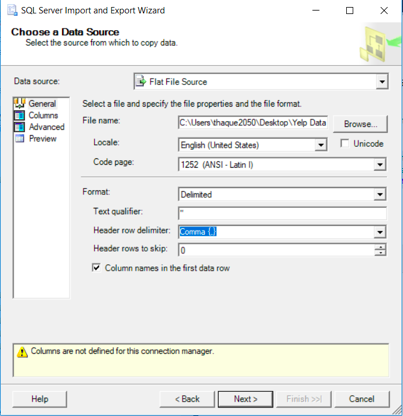 SQL Server Import and Export Wizard
Choose a Data Source
Select the source from which to copy data.
Data source: Flat File Source
General
Columns
Advanced
Preview
Select a file and specify the file properties and the file format.
File name: C:\Users\thaque2050\Desktop\Yelp Data Browse...
Locale: English (United States) Unicode
Code page: 1252 (ANSI - Latin I)
Format: Delimited
Text qualifier: "
Header row delimiter: Comma {,}
Header rows to skip: 0
Column names in the first data row
Columns are not defined for this connection manager.
Help < Back Next > Finish >>| Cancel